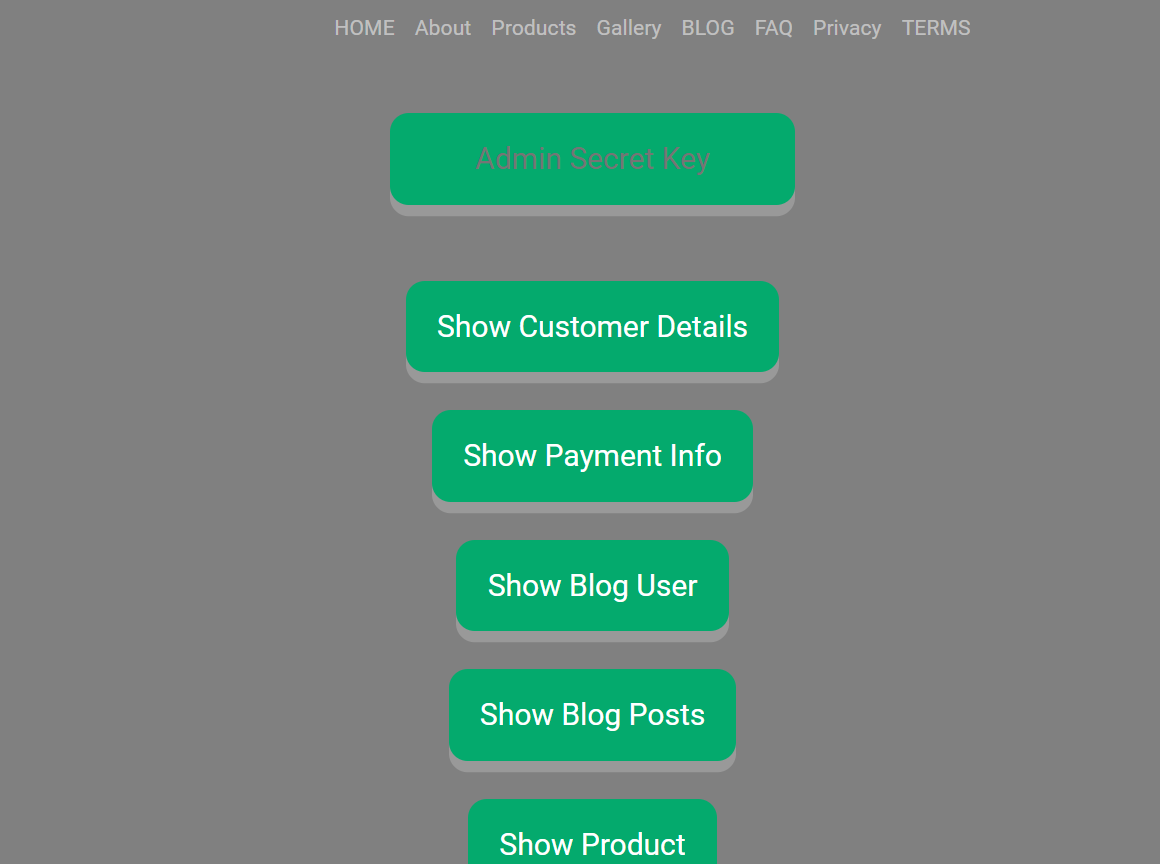 HOME About Products Gallery BLOG FAQ Privacy TERMS
Admin Secret Key
Show Customer Details
Show Payment Info
Show Blog User
Show Blog Posts
Show Product